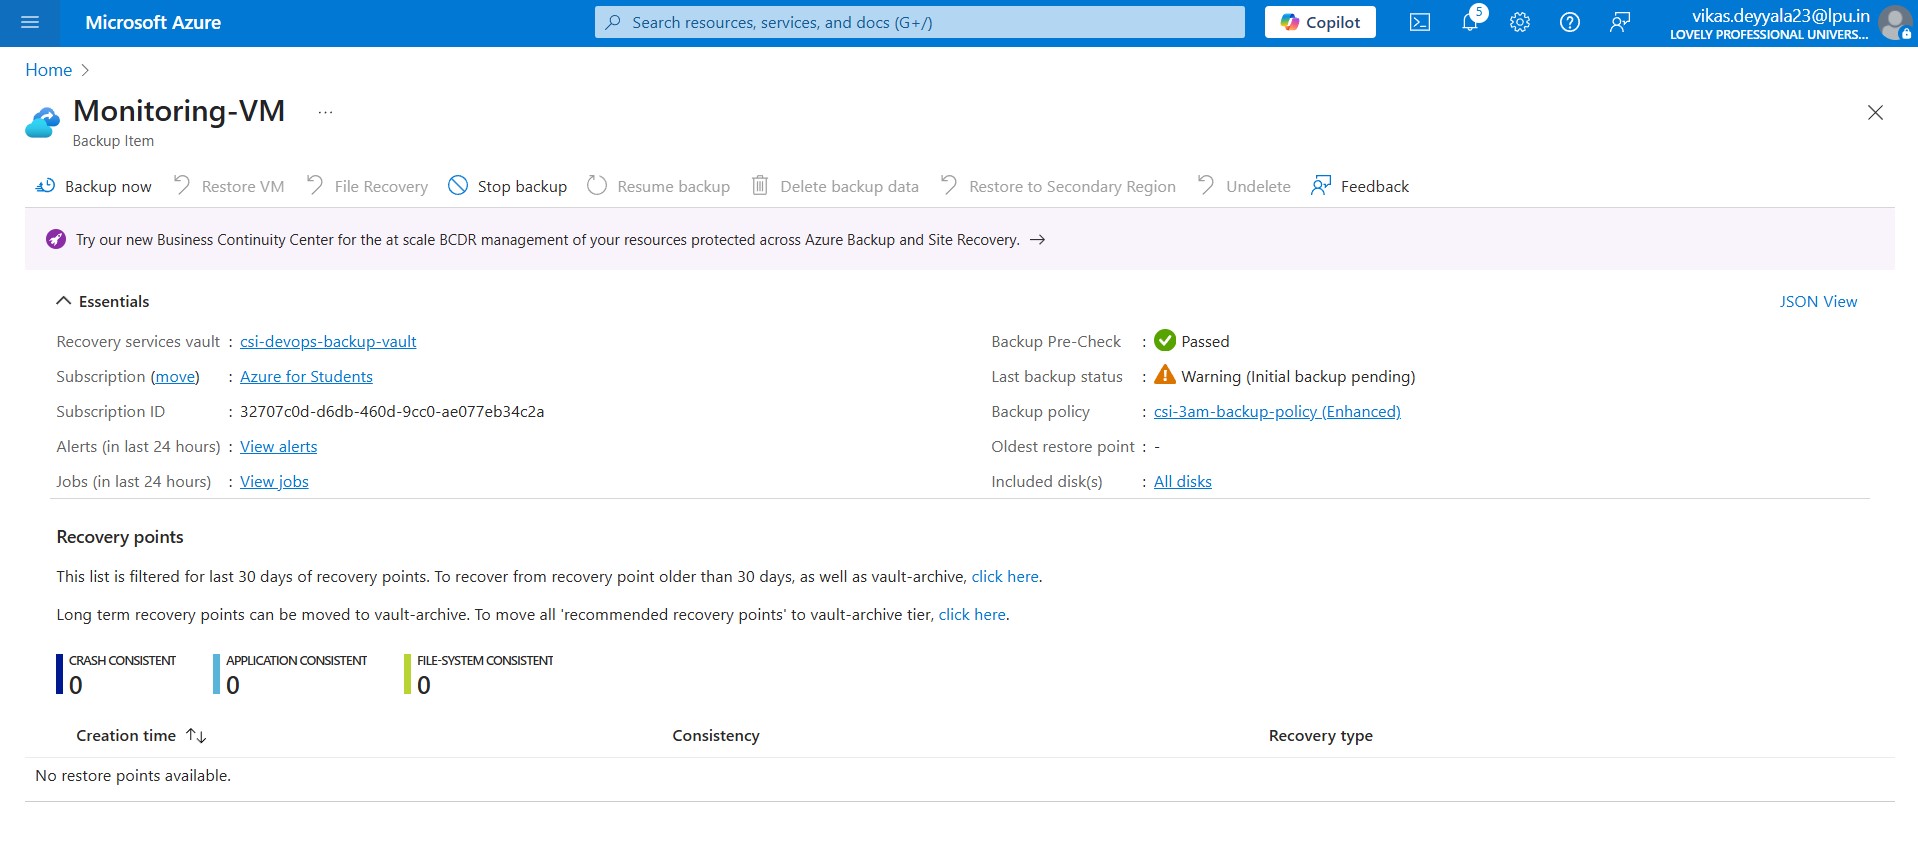 Microsoft Azure
Search resources, services, and docs (G+/)
Copilot
5
vikas.deyyala23@lpu.in
LOVELY PROFESSIONAL UNIVERS...
Home
Monitoring-VM ...
Backup Item
Backup now Restore VM File Recovery Stop backup Resume backup Delete backup data Restore to Secondary Region Undelete Feedback
Try our new Business Continuity Center for the at scale BCDR management of your resources protected across Azure Backup and Site Recovery. →
Essentials
JSON View
Recovery services vault : csi-devops-backup-vault
Subscription (move) : Azure for Students
Subscription ID : 32707c0d-d6db-460d-9cc0-ae077eb34c2a
Alerts (in last 24 hours) : View alerts
Jobs (in last 24 hours) : View jobs
Backup Pre-Check : Passed
Last backup status : Warning (Initial backup pending)
Backup policy : csi-3am-backup-policy (Enhanced)
Oldest restore point : -
Included disk(s) : All disks
Recovery points
This list is filtered for last 30 days of recovery points. To recover from recovery point older than 30 days, as well as vault-archive, click here.
Long term recovery points can be moved to vault-archive. To move all 'recommended recovery points' to vault-archive tier, click here.
CRASH CONSISTENT
0
APPLICATION CONSISTENT
0
FILE-SYSTEM CONSISTENT
0
Creation time ↑↓ Consistency Recovery type
No restore points available.